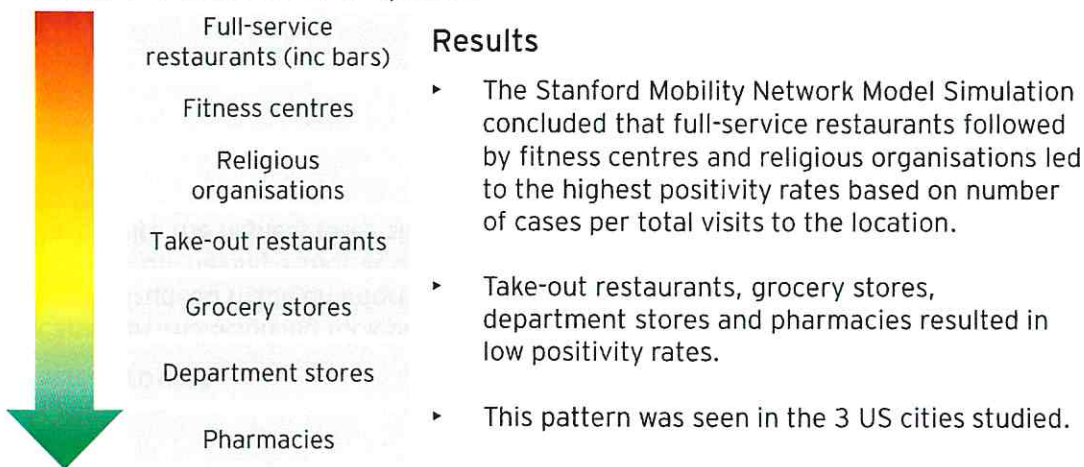 Full-service
restaurants (inc bars)
Fitness centres
Religious
organisations
Take-out restaurants
Grocery stores
Department stores
Pharmacies
Results
‣ The Stanford Mobility Network Model Simulation
concluded that full-service restaurants followed
by fitness centres and religious organisations led
to the highest positivity rates based on number
of cases per total visits to the location.
‣ Take-out restaurants, grocery stores,
department stores and pharmacies resulted in
low positivity rates.
‣ This pattern was seen in the 3 US cities studied.